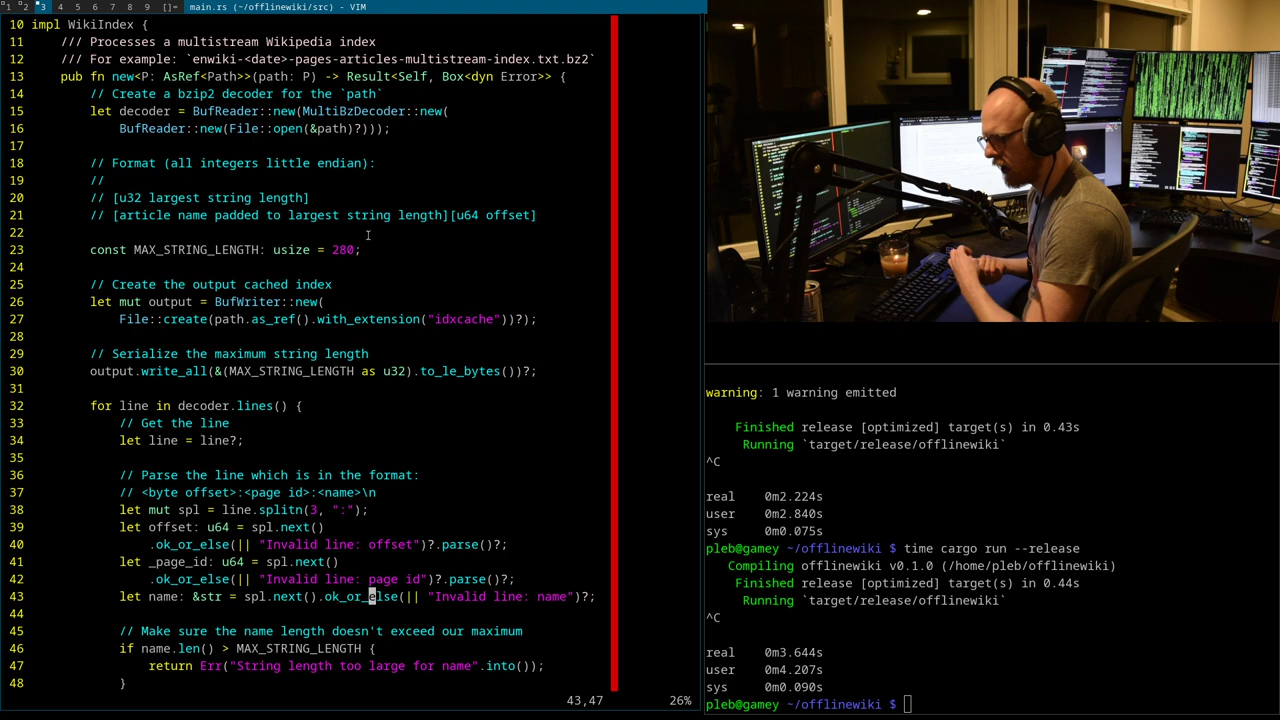 1 2 3 4 5 6 7 8 9 []= main.rs (~/offlinewiki/src) - VIM
10 impl WikiIndex {
11     /// Processes a multistream Wikipedia index
12     /// For example: `enwiki-<date>-pages-articles-multistream-index.txt.bz2`
13     pub fn new<P: AsRef<Path>>(path: P) -> Result<Self, Box<dyn Error>> {
14         // Create a bzip2 decoder for the `path`
15         let decoder = BufReader::new(MultiBzDecoder::new(
16             BufReader::new(File::open(&path)?)));
17
18         // Format (all integers little endian):
19         //
20         // [u32 largest string length]
21         // [article name padded to largest string length][u64 offset]
22
23         const MAX_STRING_LENGTH: usize = 280;
24
25         // Create the output cached index
26         let mut output = BufWriter::new(
27             File::create(path.as_ref().with_extension("idxcache"))?);
28
29         // Serialize the maximum string length
30         output.write_all(&(MAX_STRING_LENGTH as u32).to_le_bytes())?;
31
32         for line in decoder.lines() {
33             // Get the line
34             let line = line?;
35
36             // Parse the line which is in the format:
37             // <byte offset>:<page id>:<name>\n
38             let mut spl = line.splitn(3, ":");
39             let offset: u64 = spl.next()
40                 .ok_or_else(|| "Invalid line: offset")?.parse()?;
41             let _page_id: u64 = spl.next()
42                 .ok_or_else(|| "Invalid line: page id")?.parse()?;
43             let name: &str = spl.next().ok_or_else(|| "Invalid line: name")?;
44
45             // Make sure the name length doesn't exceed our maximum
46             if name.len() > MAX_STRING_LENGTH {
47                 return Err("String length too large for name".into());
48             }
43,47 26%
warning: 1 warning emitted
Finished release [optimized] target(s) in 0.43s
Running `target/release/offlinewiki`
^C
real 0m2.224s
user 0m2.840s
sys 0m0.075s
pleb@gamey ~/offlinewiki $ time cargo run --release
Compiling offlinewiki v0.1.0 (/home/pleb/offlinewiki)
Finished release [optimized] target(s) in 0.44s
Running `target/release/offlinewiki`
^C
real 0m3.644s
user 0m4.207s
sys 0m0.090s
pleb@gamey ~/offlinewiki $